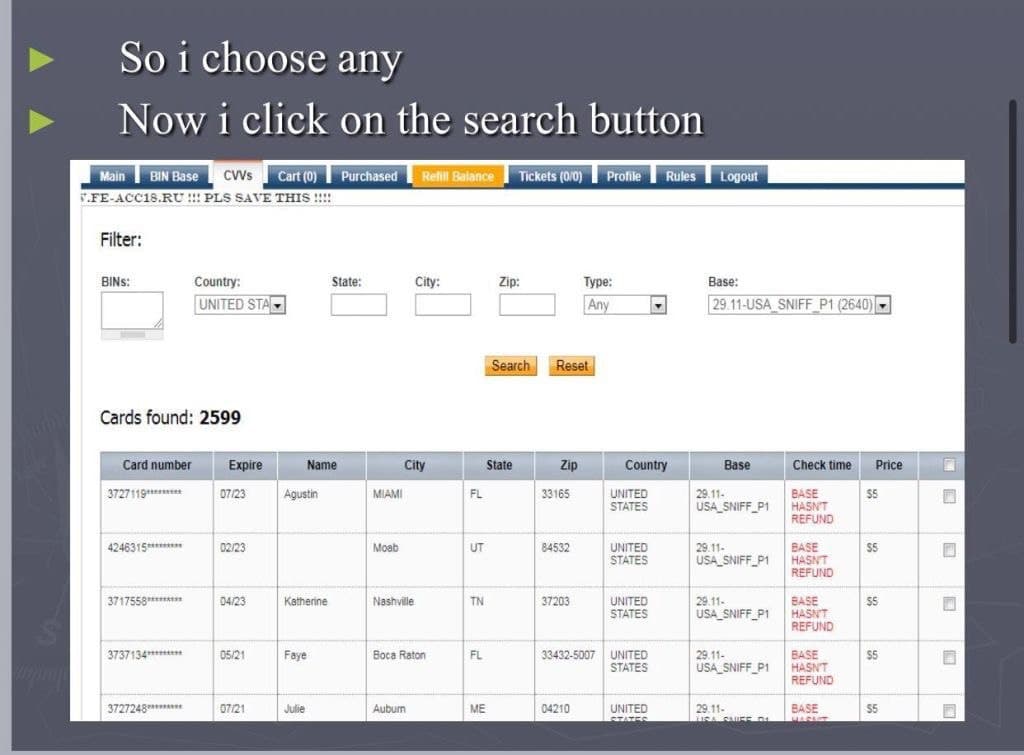 So i choose any
Now i click on the search button
Main BIN Base CVVs Cart (0) Purchased Refill Balance Tickets (0/0) Profile Rules Logout
.FE-ACC18.RU !!! PLS SAVE THIS !!!!
Filter:
BINs: Country: State: City: Zip: Type: Base:
UNITED STA Any 29.11-USA_SNIFF_P1 (2640)
Search Reset
Cards found: 2599
Card number Expire Name City State Zip Country Base Check time Price
3727119********* 07/23 Agustin MIAMI FL 33165 UNITED 29.11- BASE $5
STATES USA_SNIFF_P1 HASN'T
REFUND
4246315********* 02/23 Moab UT 84532 UNITED 29.11- BASE $5
STATES USA_SNIFF_P1 HASN'T
REFUND
3717558********* 04/23 Katherine Nashville TN 37203 UNITED 29.11- BASE $5
STATES USA_SNIFF_P1 HASN'T
REFUND
3737134********* 05/21 Faye Boca Raton FL 33432-5007 UNITED 29.11- BASE $5
STATES USA_SNIFF_P1 HASN'T
REFUND
3727248********* 07/21 Julie Auburn ME 04210 UNITED 29.11- BASE $5